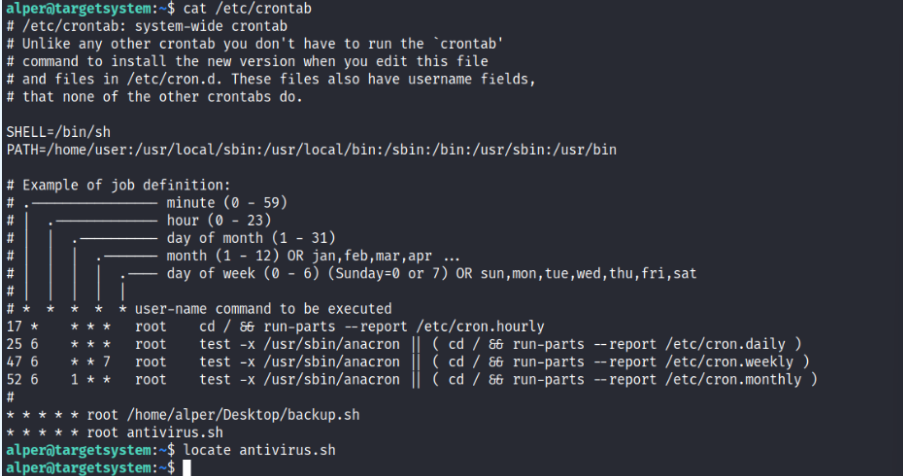 alper@targetsystem:~$ cat /etc/crontab
# /etc/crontab: system-wide crontab
# Unlike any other crontab you don't have to run the `crontab'
# command to install the new version when you edit this file
# and files in /etc/cron.d. These files also have username fields,
# that none of the other crontabs do.

SHELL=/bin/sh
PATH=/home/user:/usr/local/sbin:/usr/local/bin:/sbin:/bin:/usr/sbin:/usr/bin

# Example of job definition:
# .---------------- minute (0 - 59)
# |  .------------- hour (0 - 23)
# |  |  .---------- day of month (1 - 31)
# |  |  |  .------- month (1 - 12) OR jan,feb,mar,apr ...
# |  |  |  |  .---- day of week (0 - 6) (Sunday=0 or 7) OR sun,mon,tue,wed,thu,fri,sat
# |  |  |  |  |
# *  *  *  *  * user-name command to be executed
17 *    * * *   root    cd / && run-parts --report /etc/cron.hourly
25 6    * * *   root    test -x /usr/sbin/anacron || ( cd / && run-parts --report /etc/cron.daily )
47 6    * * 7   root    test -x /usr/sbin/anacron || ( cd / && run-parts --report /etc/cron.weekly )
52 6    1 * *   root    test -x /usr/sbin/anacron || ( cd / && run-parts --report /etc/cron.monthly )
#
* * * * * root /home/alper/Desktop/backup.sh
* * * * * root antivirus.sh
alper@targetsystem:~$ locate antivirus.sh
alper@targetsystem:~$